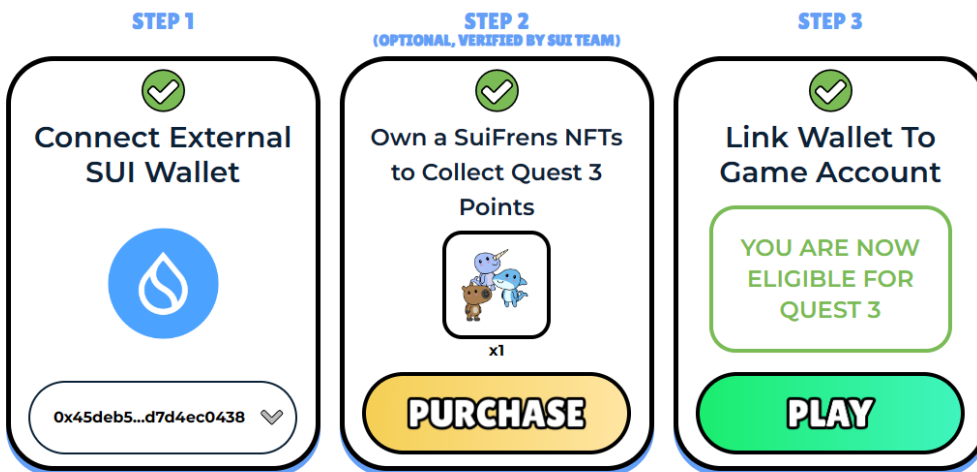 STEP 1
Connect External
SUI Wallet
0x45deb5...d7d4ec0438
STEP 2
(OPTIONAL, VERIFIED BY SUI TEAM)
Own a SuiFrens NFTs
to Collect Quest 3
Points
x1
PURCHASE
STEP 3
Link Wallet To
Game Account
YOU ARE NOW
ELIGIBLE FOR
QUEST 3
PLAY